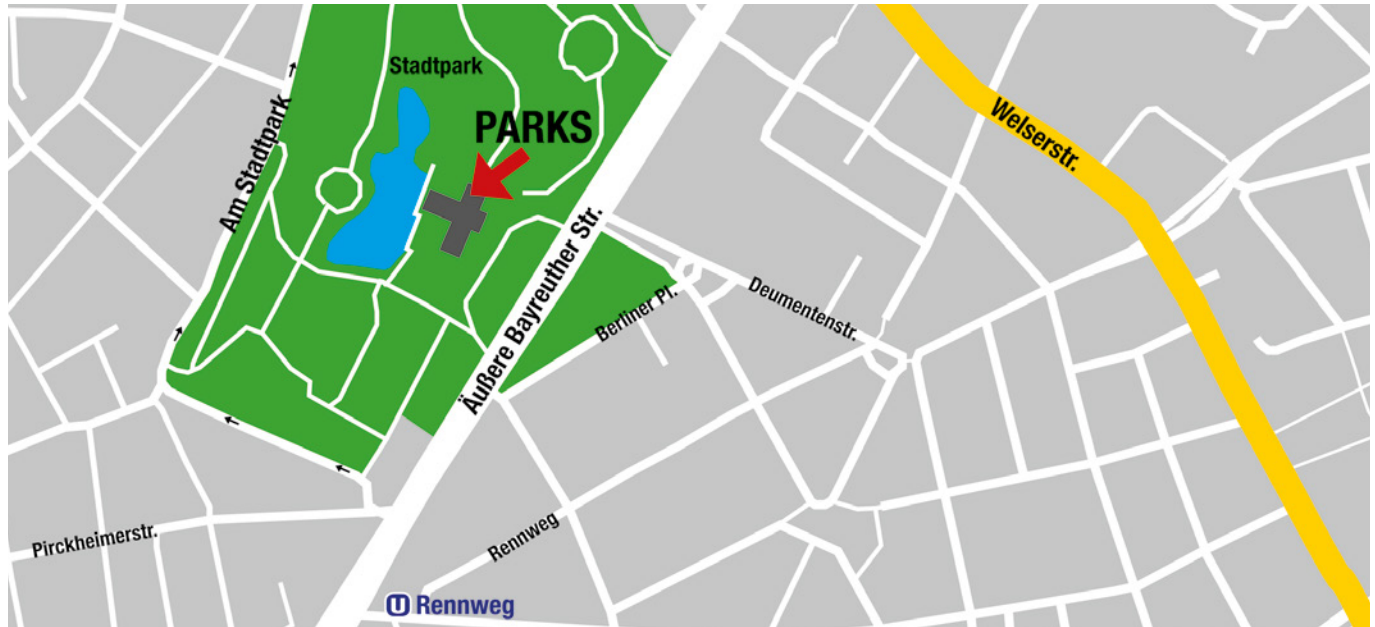 Stadtpark
PARKS
Welserstr.
Am Stadtpark
Äußere Bayreuther Str.
Berliner Pl.
Deumentenstr.
Pirckheimerstr.
Rennweg
U Rennweg